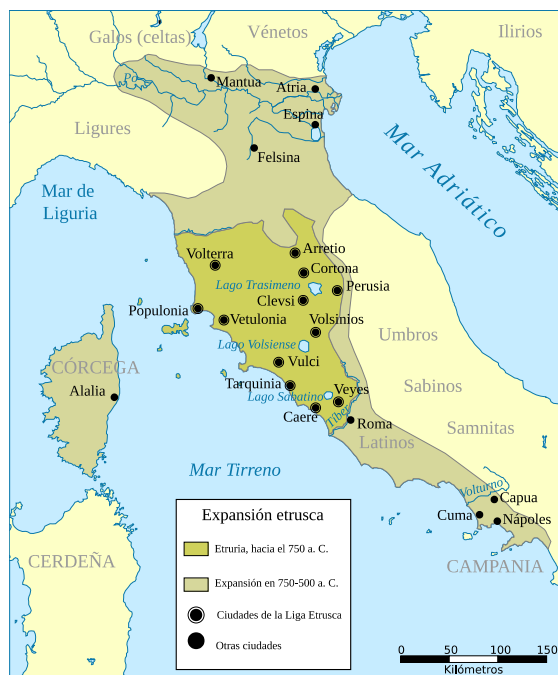 Galos (celtas)
Vénetos
Ilirios
Po
Mantua
Atria
Espina
Ligures
Felsina
Mar Adriático
Mar de
Liguria
Volterra
Arretio
Cortona
Lago Trasimeno
Perusia
Clevsi
Populonia
Vetulonia
Volsinios
Umbros
Lago Volsiense
CÓRCEGA
Vulci
Alalia
Tarquinia
Lago Sabatino
Veyes
Sabinos
Caere
Tíber
Roma
Samnitas
Latinos
Mar Tirreno
Volturno
Capua
Cuma
Nápoles
CERDEÑA
CAMPANIA
Expansión etrusca
Etruria, hacia el 750 a. C.
Expansión en 750-500 a. C.
Ciudades de la Liga Etrusca
Otras ciudades
0 50 100 150
Kilómetros